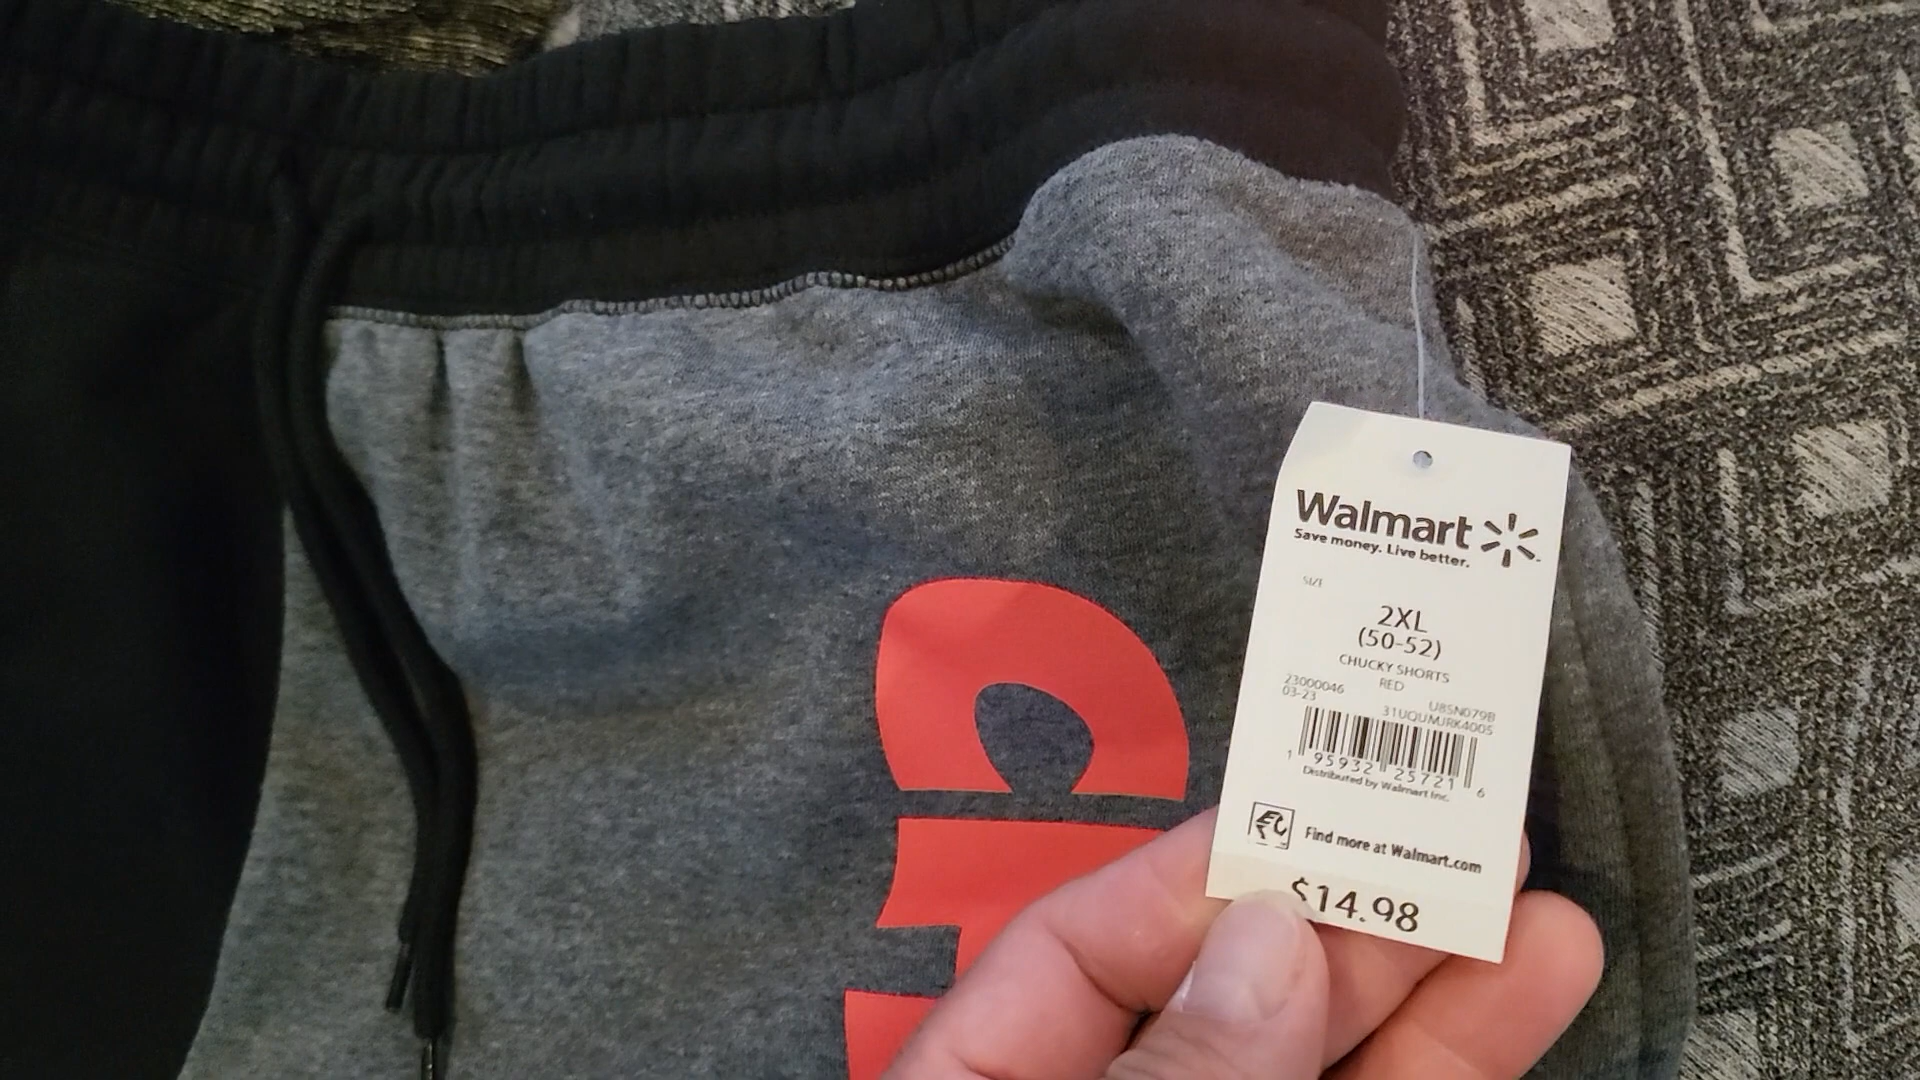 Walmart
Save money. Live better.
SIZE
2XL
(50-52)
CHUCKY SHORTS
RED
23000046
03-23
U8SN079B
31UQUMJRK400S
1 95932 25721 6
Distributed by Walmart Inc.
Find more at Walmart.com
$14.98